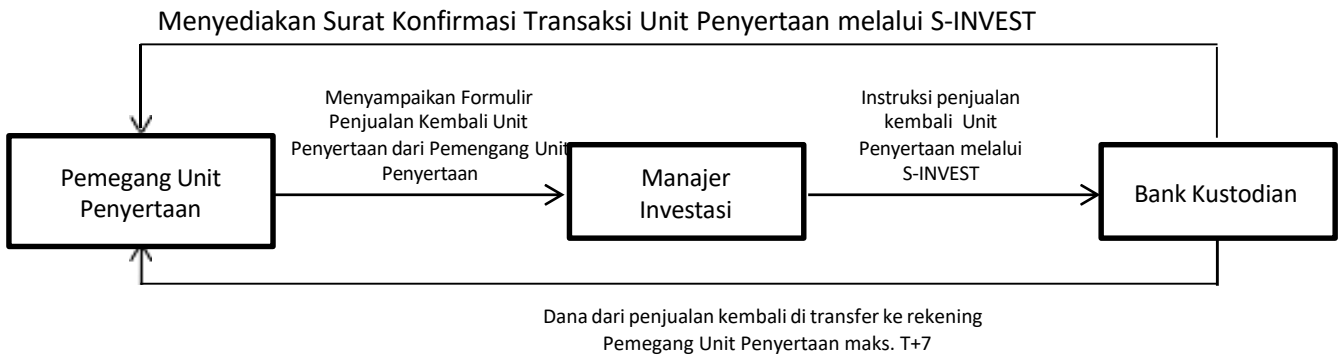 Menyediakan Surat Konfirmasi Transaksi Unit Penyertaan melalui S-INVEST
Menyampaikan Formulir
Penjualan Kembali Unit
Penyertaan dari Pemengang Unit
Penyertaan
Instruksi penjualan
kembali Unit
Penyertaan melalui
S-INVEST
Pemegang Unit
Penyertaan
Manajer
Investasi
Bank Kustodian
Dana dari penjualan kembali di transfer ke rekening
Pemegang Unit Penyertaan maks. T+7